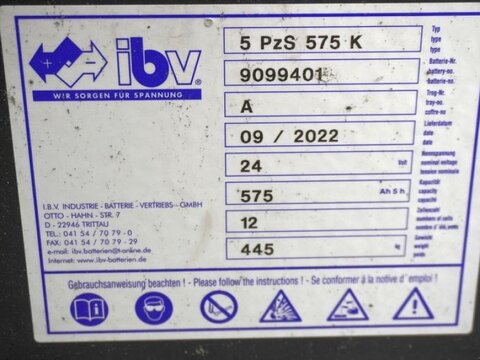 ibv®
WIR SORGEN FÜR SPANNUNG
5 PzS 575 K
Typ
type
type
9099401
Batterie-Nr.
battery-no.
battery-no.
A
Trog-Nr.
tray-no.
coffre-no
09 / 2022
Lieferdatum
date
date
24
Volt
Nennspannung
nominal voltage
tension nominale
575
Ah 5 h
Kapazität
capacity
capacité
12
Zellenzahl
number of cells
nombre d'élé.
445
kg
Gewicht
weight
poids
I.B.V. INDUSTRIE - BATTERIE - VERTRIEBS - GMBH
OTTO - HAHN - STR. 7
D - 22946 TRITTAU
TEL. 041 54 / 70 79 - 0
FAX 041 54 / 70 79 - 29
e-mail: ibv.batterien@t-online.de
Internet: www.ibv-batterien.de
Gebrauchsanweisung beachten ! - Please follow the instructions ! - Se conformer á la notice d´emploi !